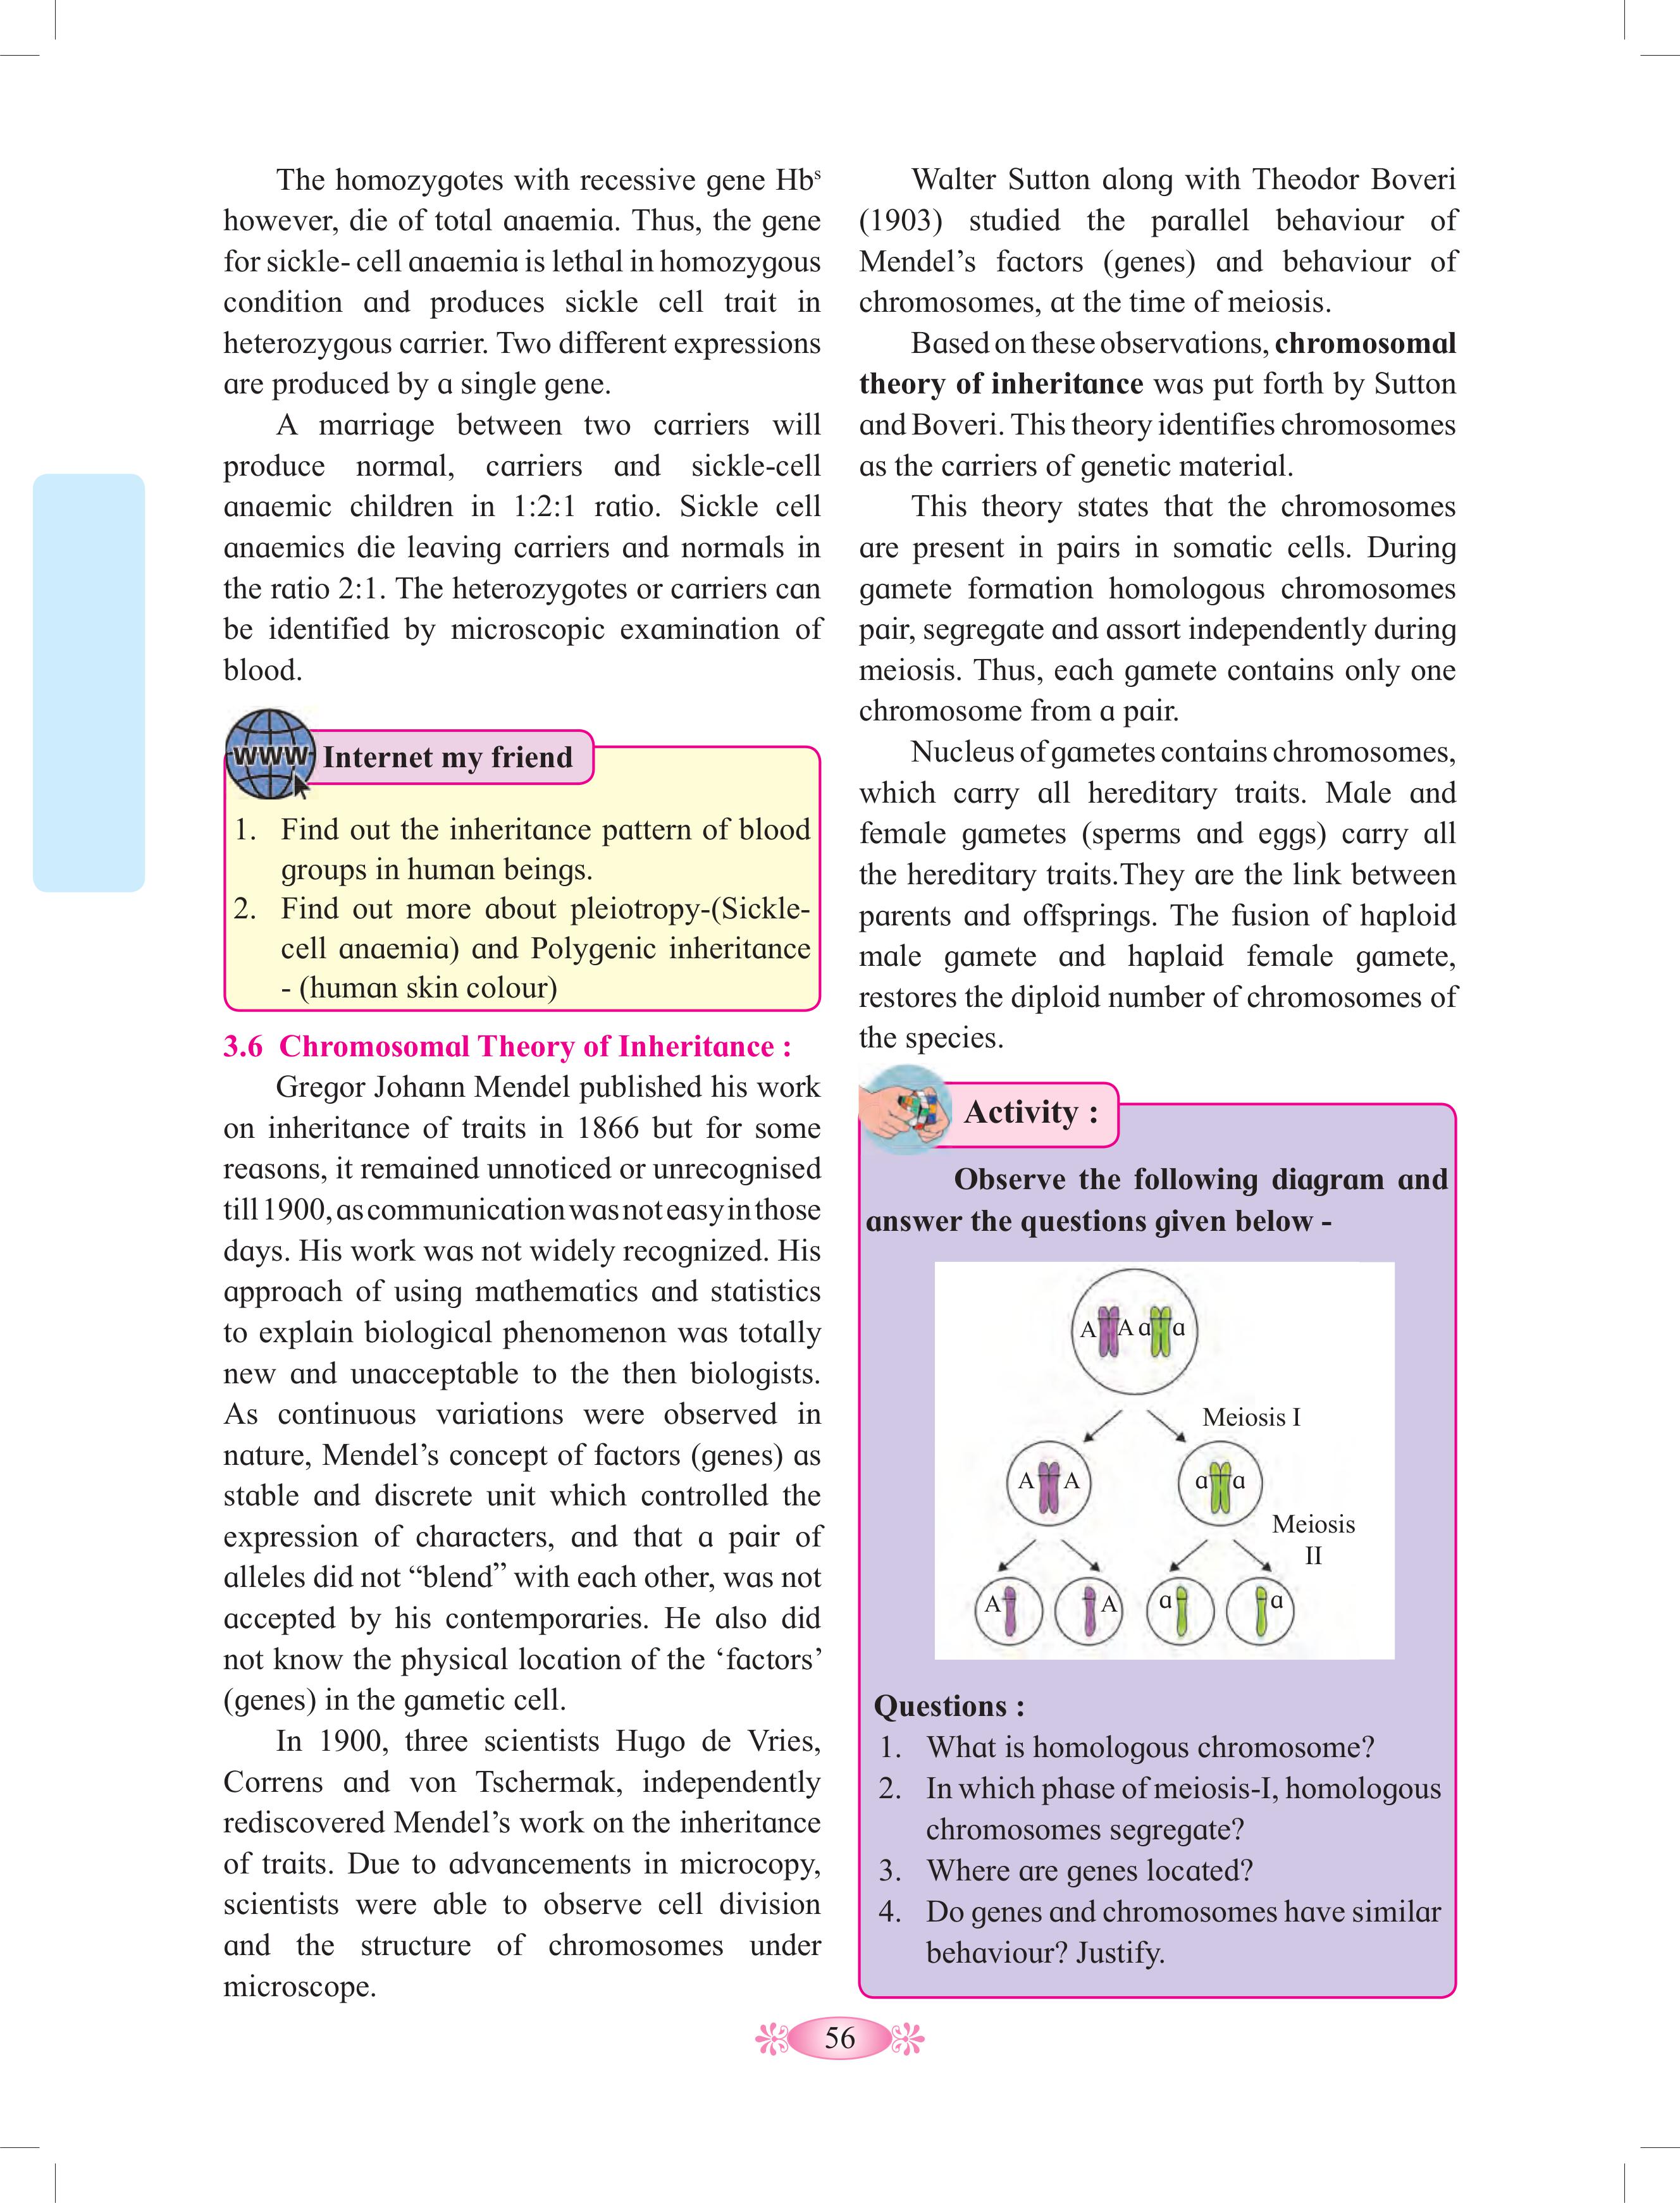 The homozygotes with recessive gene Hbˢ
however, die of total anaemia. Thus, the gene
for sickle- cell anaemia is lethal in homozygous
condition and produces sickle cell trait in
heterozygous carrier. Two different expressions
are produced by a single gene.
A marriage between two carriers will
produce normal, carriers and sickle-cell
anaemic children in 1:2:1 ratio. Sickle cell
anaemics die leaving carriers and normals in
the ratio 2:1. The heterozygotes or carriers can
be identified by microscopic examination of
blood.
www Internet my friend
1. Find out the inheritance pattern of blood
groups in human beings.
2. Find out more about pleiotropy-(Sickle-
cell anaemia) and Polygenic inheritance
- (human skin colour)
3.6 Chromosomal Theory of Inheritance :
Gregor Johann Mendel published his work
on inheritance of traits in 1866 but for some
reasons, it remained unnoticed or unrecognised
till 1900, as communication was not easy in those
days. His work was not widely recognized. His
approach of using mathematics and statistics
to explain biological phenomenon was totally
new and unacceptable to the then biologists.
As continuous variations were observed in
nature, Mendel’s concept of factors (genes) as
stable and discrete unit which controlled the
expression of characters, and that a pair of
alleles did not “blend” with each other, was not
accepted by his contemporaries. He also did
not know the physical location of the ‘factors’
(genes) in the gametic cell.
In 1900, three scientists Hugo de Vries,
Correns and von Tschermak, independently
rediscovered Mendel’s work on the inheritance
of traits. Due to advancements in microcopy,
scientists were able to observe cell division
and the structure of chromosomes under
microscope.
Walter Sutton along with Theodor Boveri
(1903) studied the parallel behaviour of
Mendel’s factors (genes) and behaviour of
chromosomes, at the time of meiosis.
Based on these observations, chromosomal
theory of inheritance was put forth by Sutton
and Boveri. This theory identifies chromosomes
as the carriers of genetic material.
This theory states that the chromosomes
are present in pairs in somatic cells. During
gamete formation homologous chromosomes
pair, segregate and assort independently during
meiosis. Thus, each gamete contains only one
chromosome from a pair.
Nucleus of gametes contains chromosomes,
which carry all hereditary traits. Male and
female gametes (sperms and eggs) carry all
the hereditary traits.They are the link between
parents and offsprings. The fusion of haploid
male gamete and haplaid female gamete,
restores the diploid number of chromosomes of
the species.
Activity :
Observe the following diagram and
answer the questions given below -
A A a a
Meiosis I
A A a a
Meiosis
II
A A a a
Questions :
1. What is homologous chromosome?
2. In which phase of meiosis-I, homologous
chromosomes segregate?
3. Where are genes located?
4. Do genes and chromosomes have similar
behaviour? Justify.
56